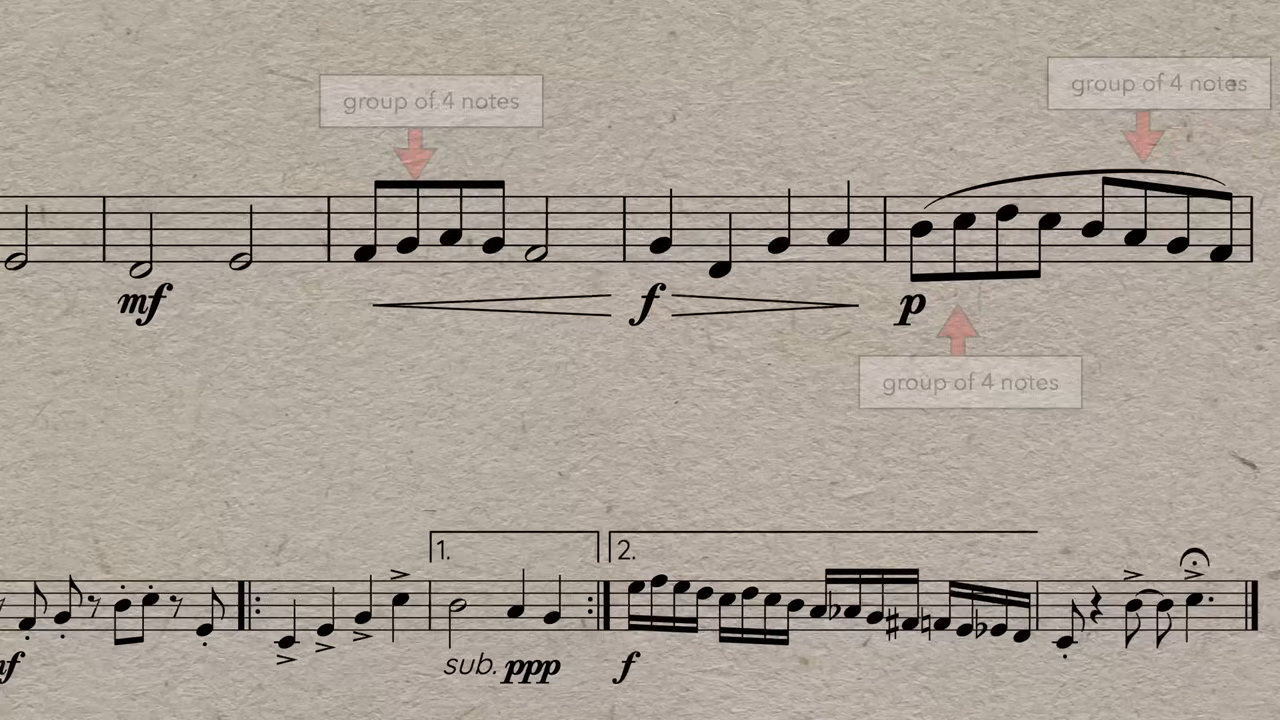 group of 4 notes
group of 4 notes
mf
f
p
group of 4 notes
1.
2.
sub. ppp
f